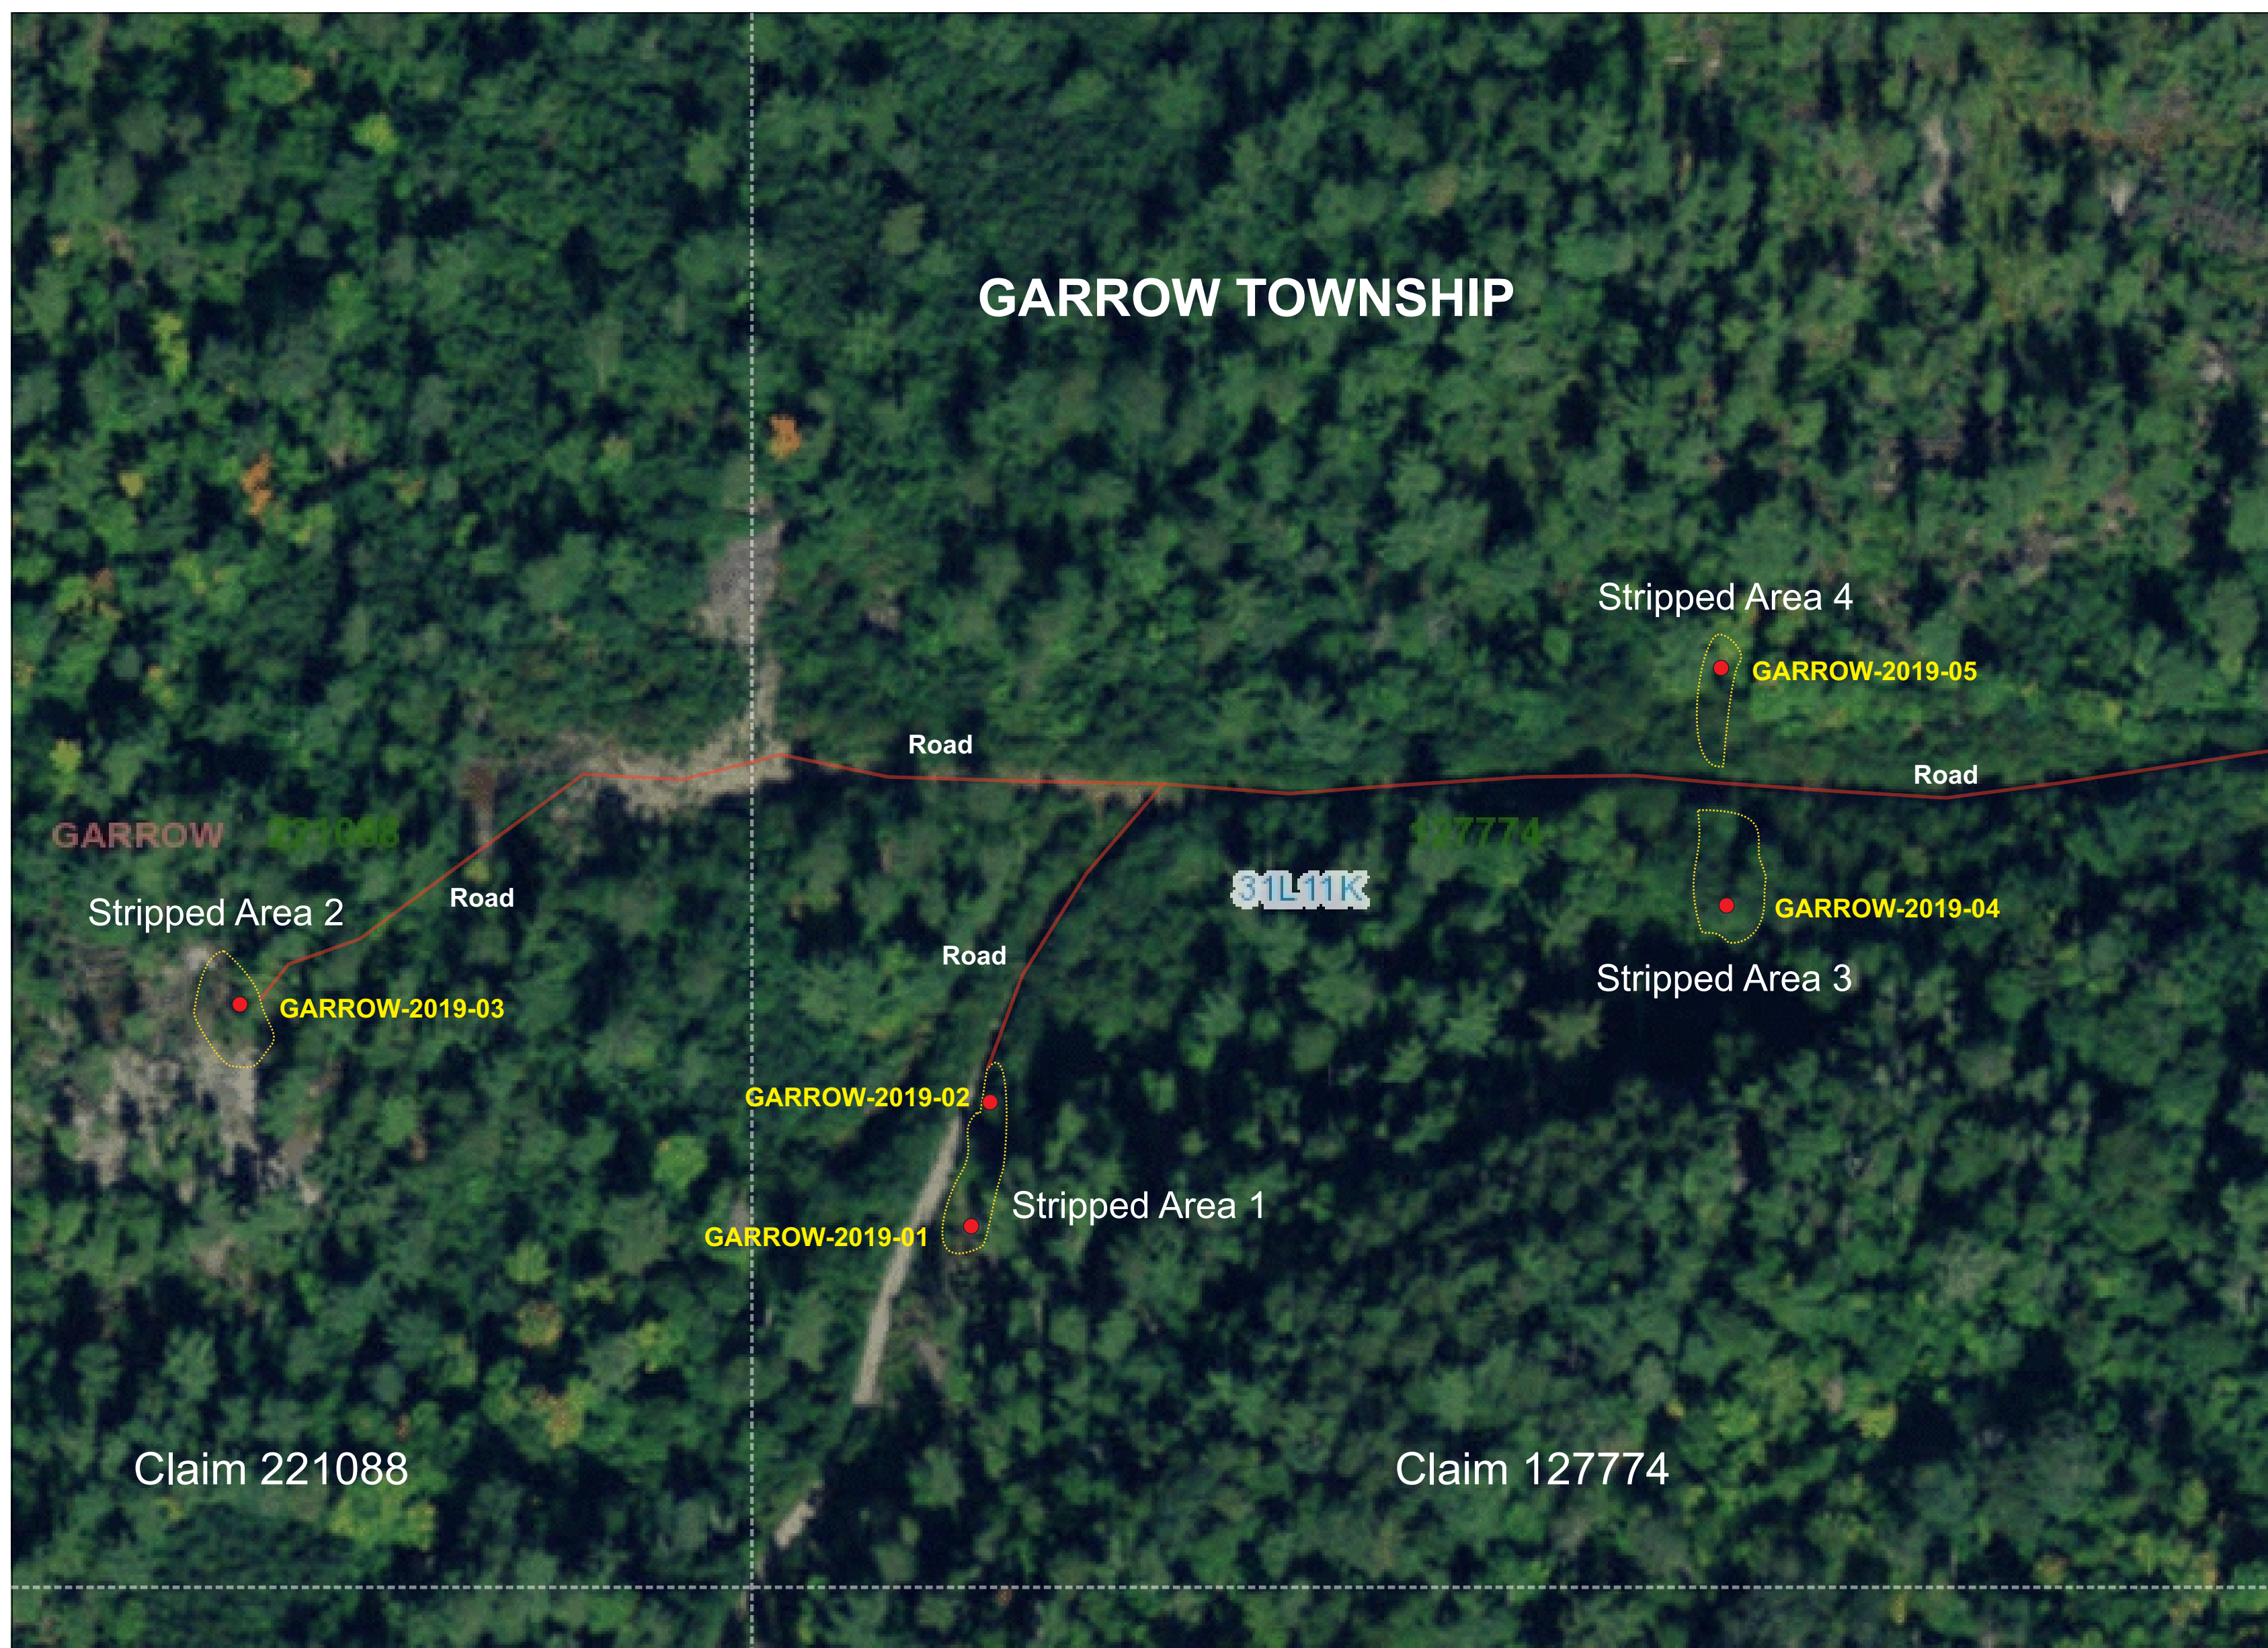 GARROW TOWNSHIP
Stripped Area 4
GARROW-2019-05
Road
Road
GARROW 221088
127774
31L11K
Road
Stripped Area 2
GARROW-2019-04
Road
Stripped Area 3
GARROW-2019-03
GARROW-2019-02
Stripped Area 1
GARROW-2019-01
Claim 221088
Claim 127774